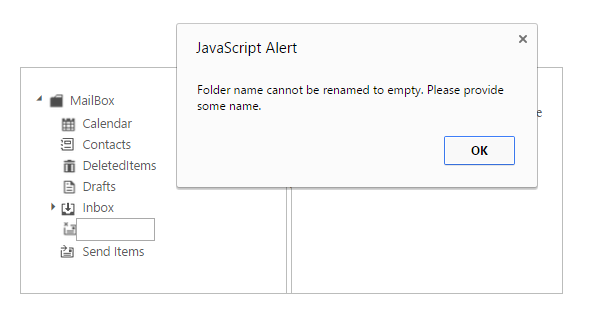 JavaScript Alert
Folder name cannot be renamed to empty. Please provide
some name.
OK
MailBox
Calendar
Contacts
DeletedItems
Drafts
Inbox
Send Items